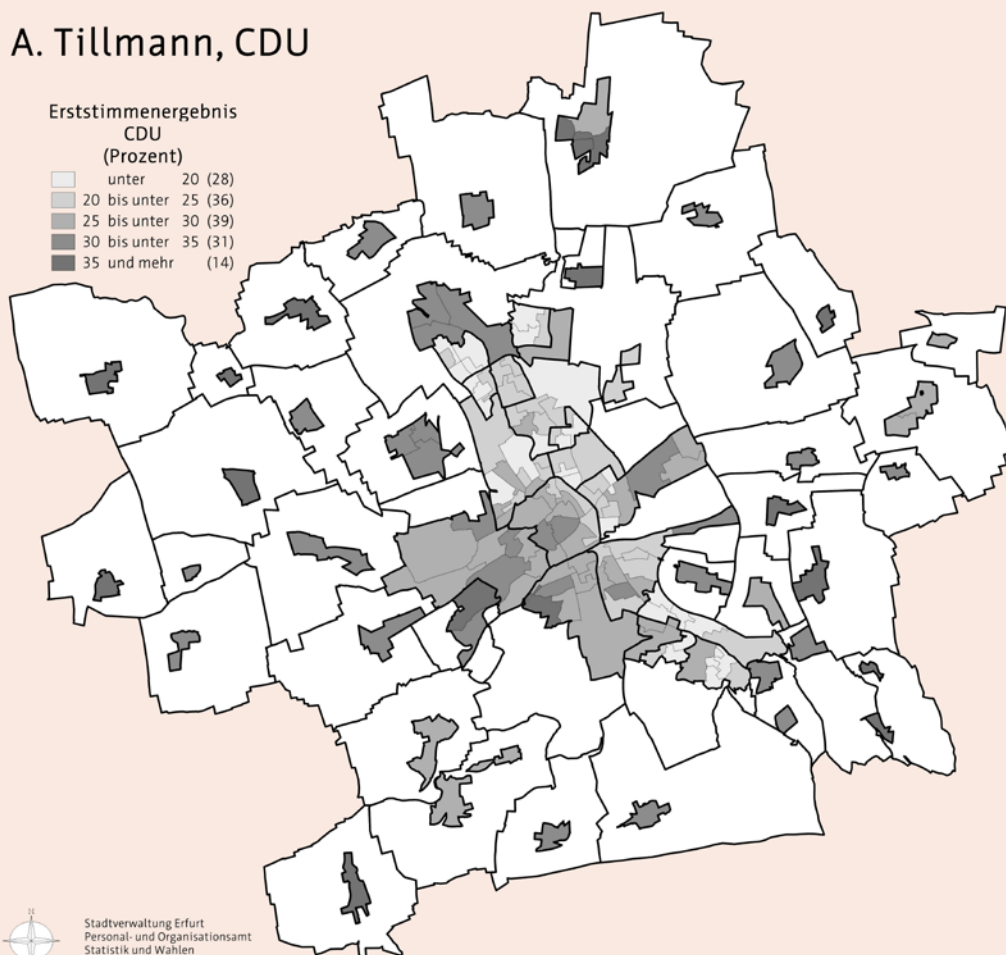 A. Tillmann, CDU
Erststimmenergebnis
CDU
(Prozent)
unter 20 (28)
20 bis unter 25 (36)
25 bis unter 30 (39)
30 bis unter 35 (31)
35 und mehr (14)
N
Stadtverwaltung Erfurt
Personal- und Organisationsamt
Statistik und Wahlen